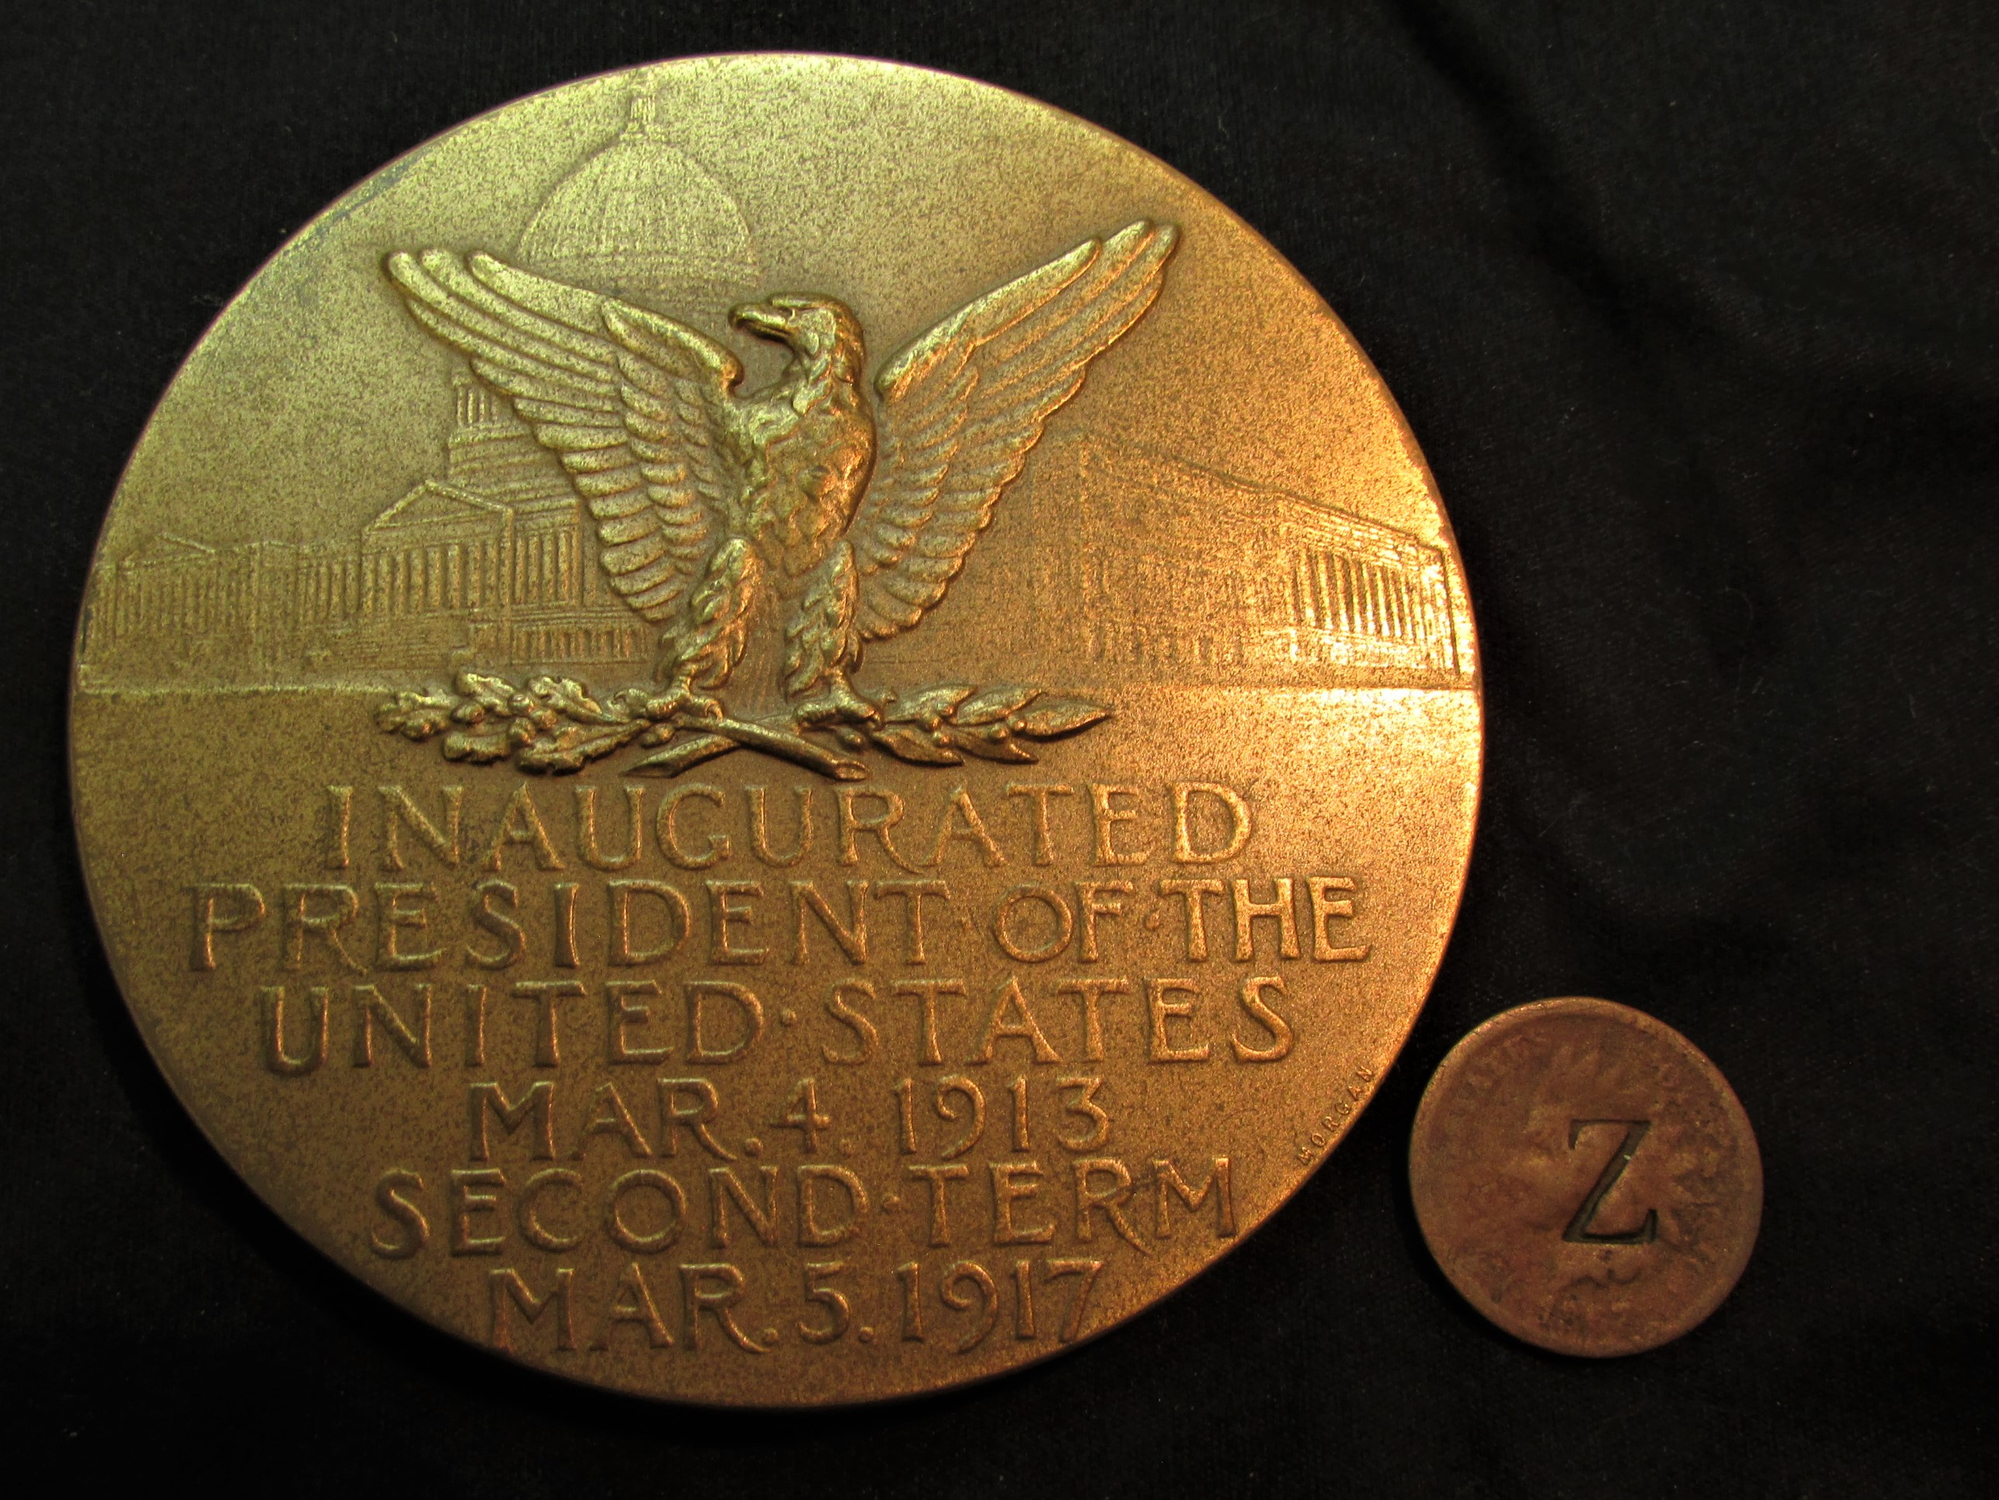 INAUGURATED
PRESIDENT OF·THE
UNITED·STATES
MAR. 4. 1913
SECOND·TERM
MAR. 5. 1917
MORGAN
Z